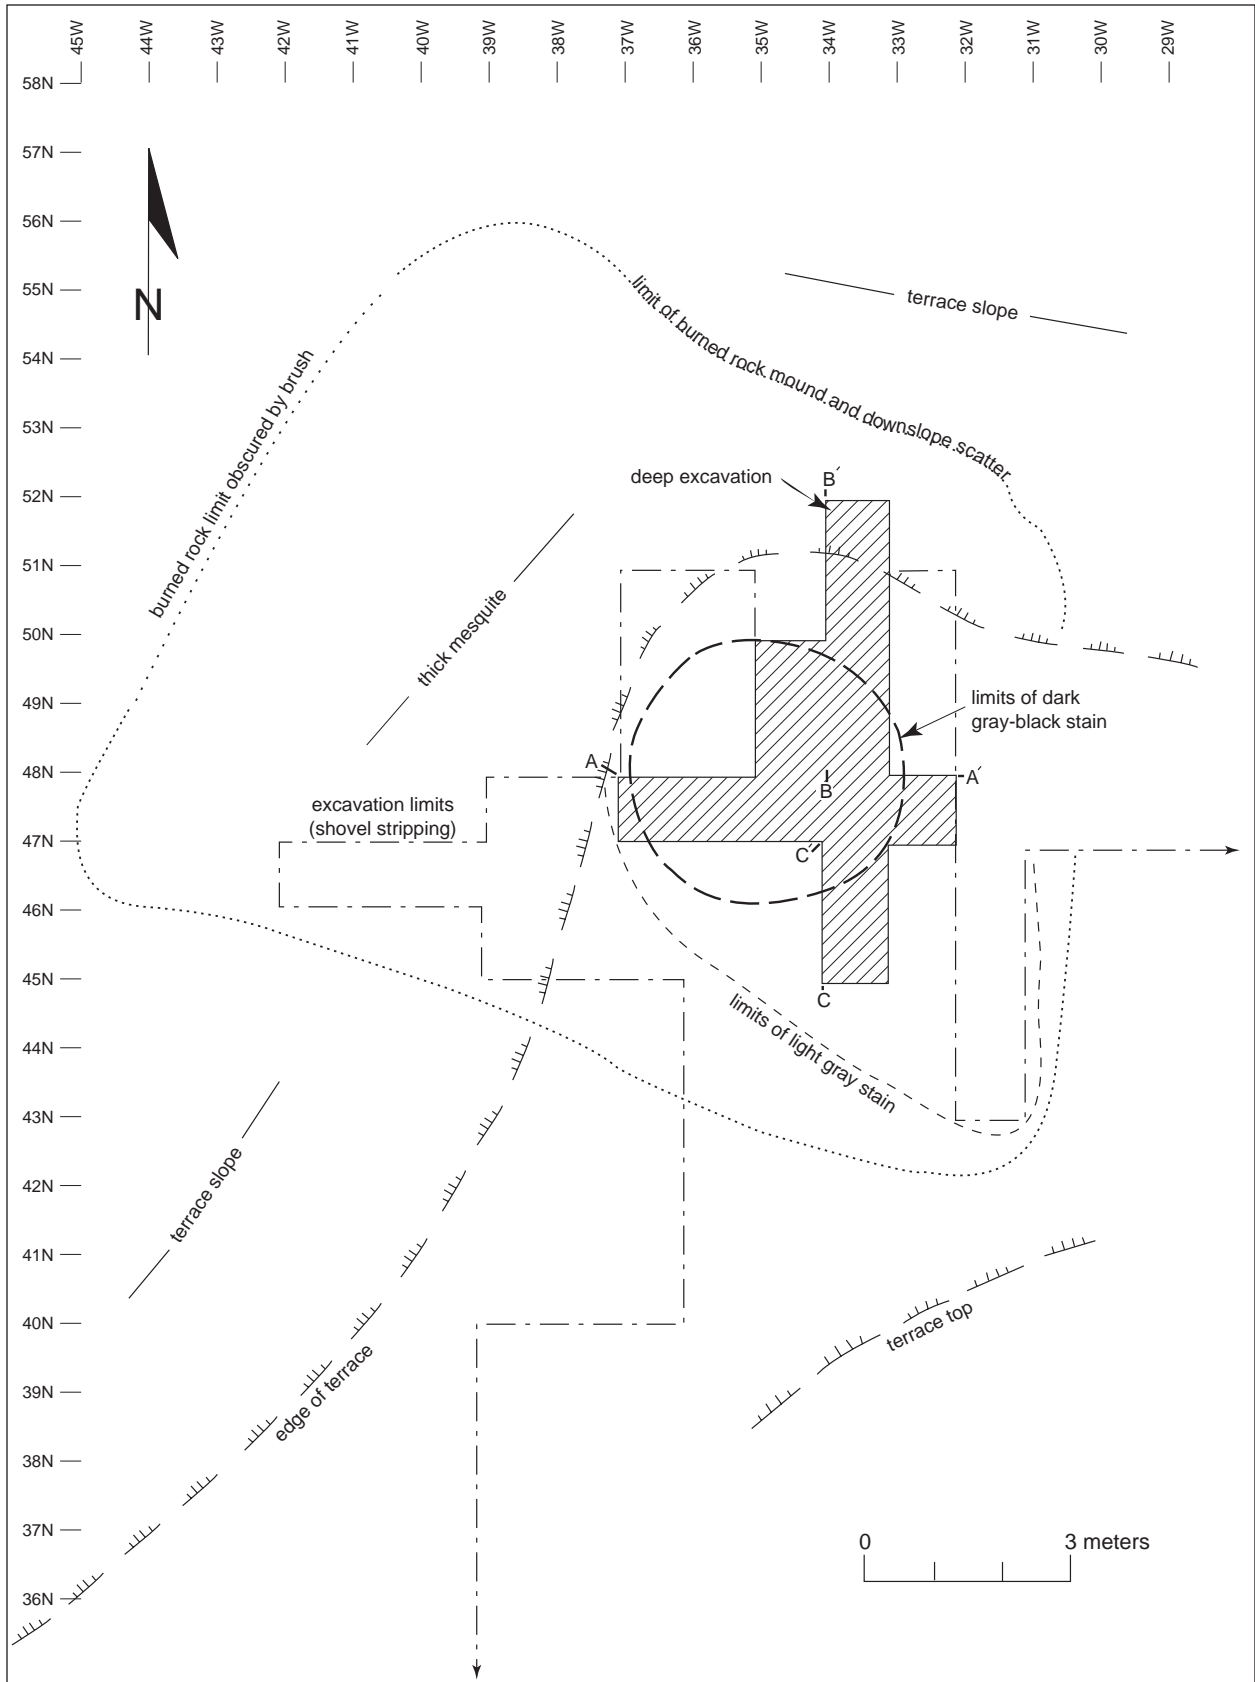 45W 44W 43W 42W 41W 40W 39W 38W 37W 36W 35W 34W 33W 32W 31W 30W 29W
58N
57N
56N
55N
54N
53N
52N
51N
50N
49N
48N
47N
46N
45N
44N
43N
42N
41N
40N
39N
38N
37N
36N
N
terrace slope
limit of burned rock mound and downslope scatter
burned rock limit obscured by brush
deep excavation
B´
thick mesquite
limits of dark
gray-black stain
A
A´
B
excavation limits
(shovel stripping)
C´
C
limits of light gray stain
terrace slope
terrace top
edge of terrace
0 3 meters